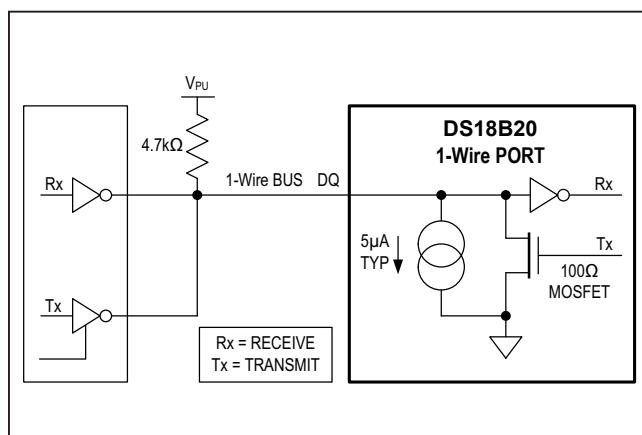 V_PU
4.7kΩ
Rx
1-Wire BUS DQ
Tx
Rx = RECEIVE
Tx = TRANSMIT
DS18B20
1-Wire PORT
Rx
5µA
TYP
Tx
100Ω
MOSFET